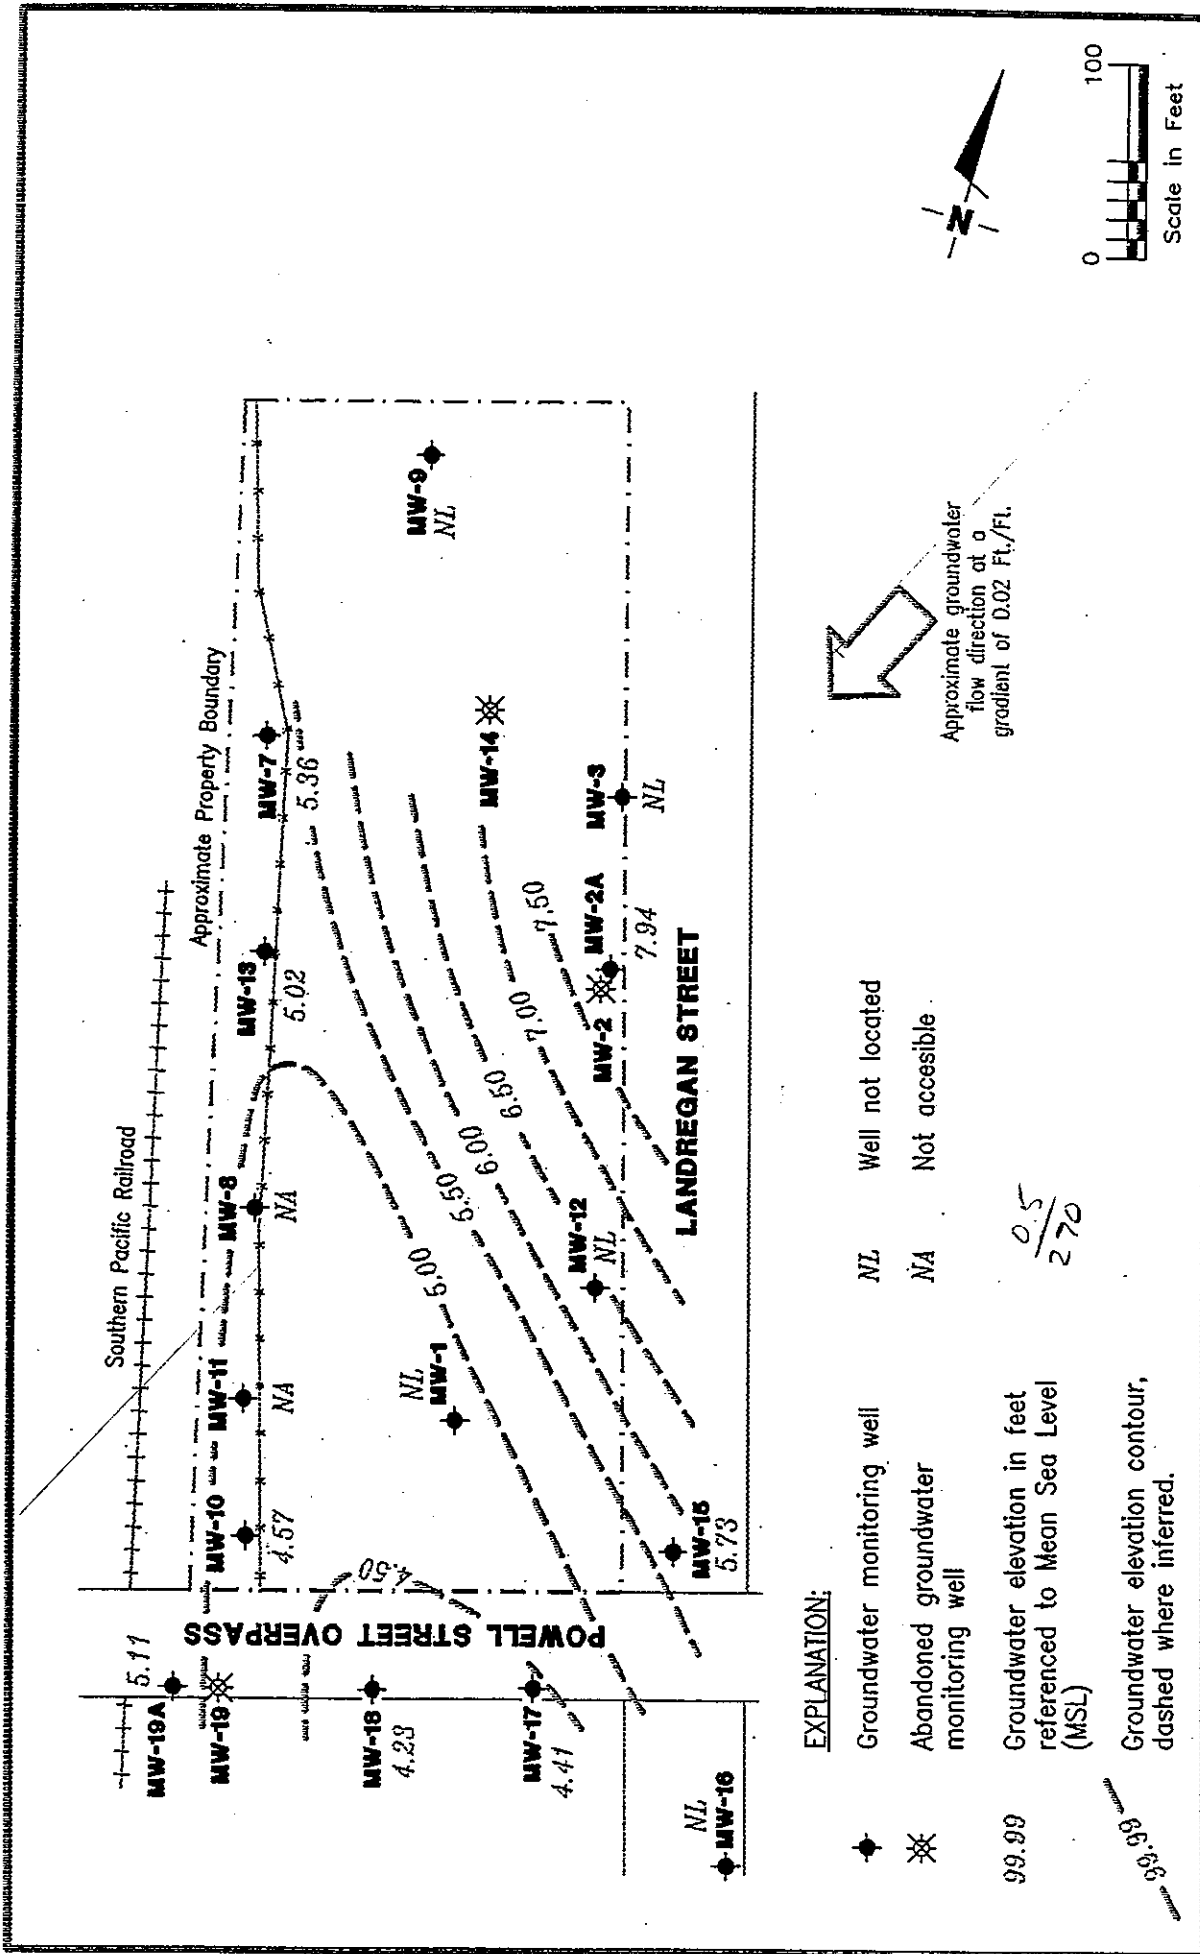 Southern Pacific Railroad
Approximate Property Boundary
MW-19A
5.11
MW-19
MW-10
4.57
MW-11
NA
MW-8
NA
MW-13
5.02
MW-7
5.36
MW-9
NL
MW-14
MW-3
NL
MW-2A
7.94
MW-2
MW-12
NL
NL
MW-1
MW-15
5.73
MW-18
4.23
MW-17
4.41
NL
MW-16
4.50
5.00
5.50
6.00
6.50
7.00
7.50
POWELL STREET OVERPASS
LANDREGAN STREET
Approximate groundwater
flow direction at a
gradient of 0.02 Ft./Ft.
N
0 100
Scale in Feet
EXPLANATION:
Groundwater monitoring well
Abandoned groundwater
monitoring well
99.99 Groundwater elevation in feet
referenced to Mean Sea Level
(MSL)
99.99 Groundwater elevation contour,
dashed where inferred.
NL Well not located
NA Not accesible
0.5
270